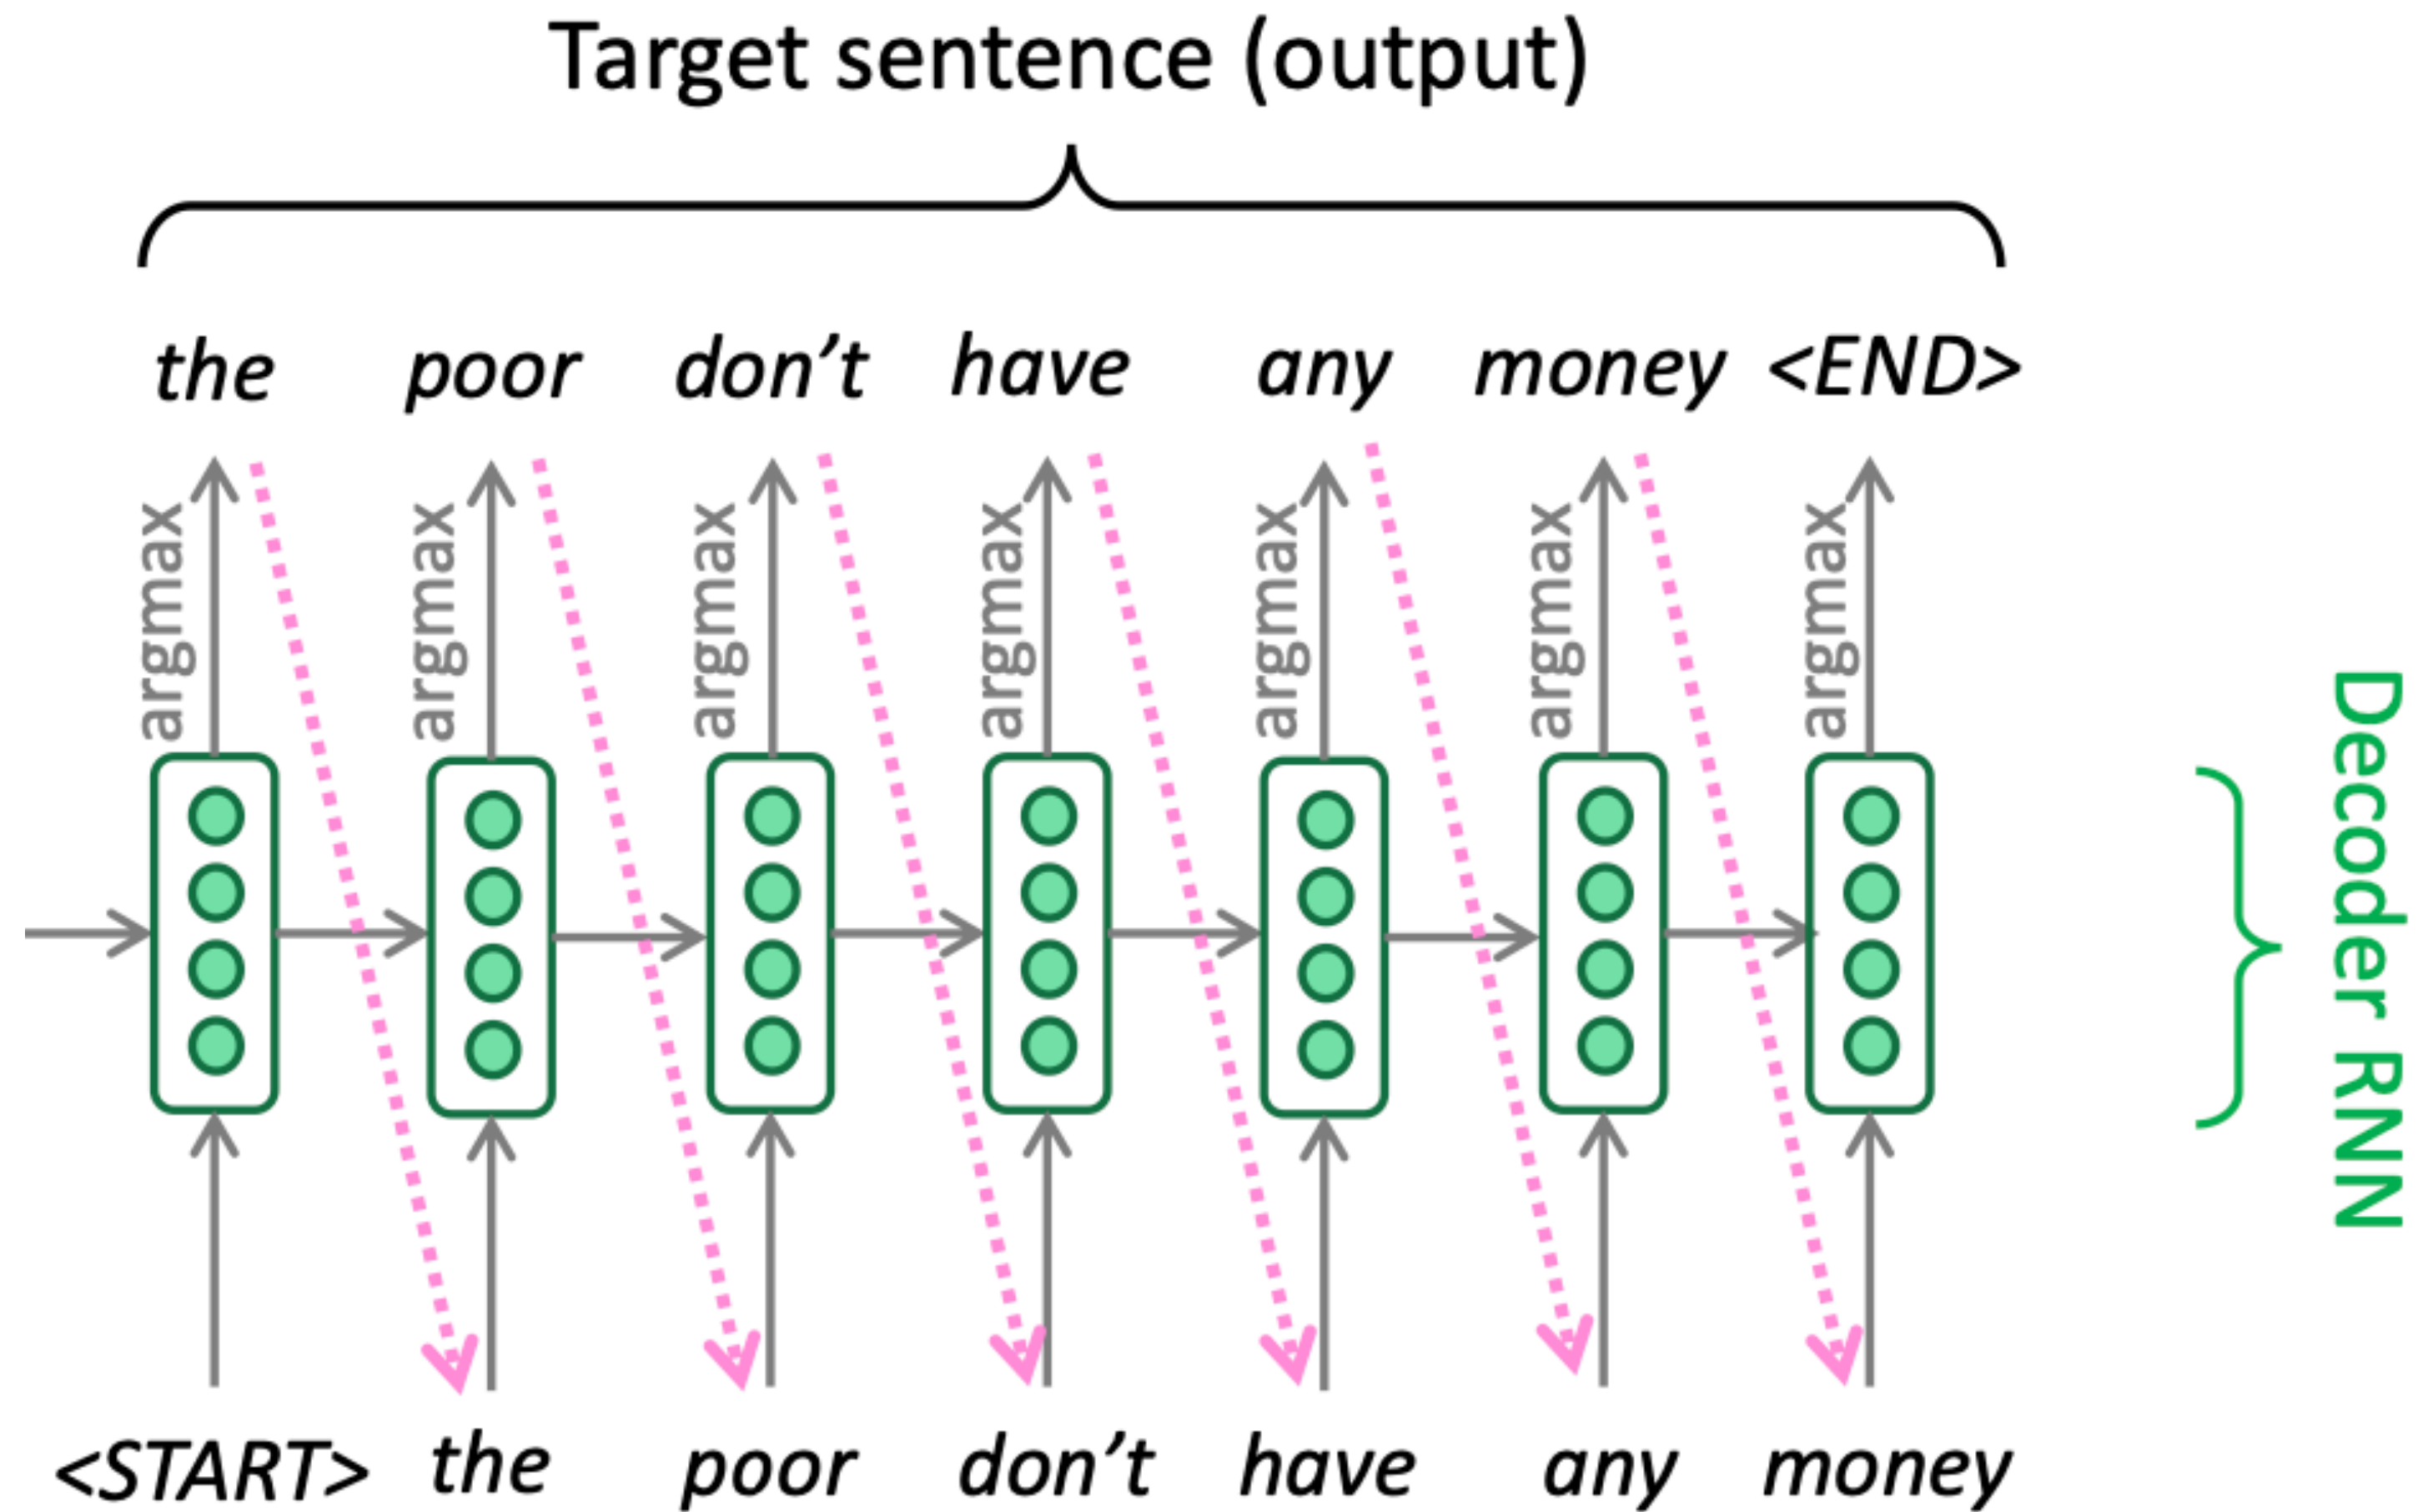 Target sentence (output)
the poor don't have any money <END>
argmax argmax argmax argmax argmax argmax argmax
Decoder RNN
<START> the poor don't have any money